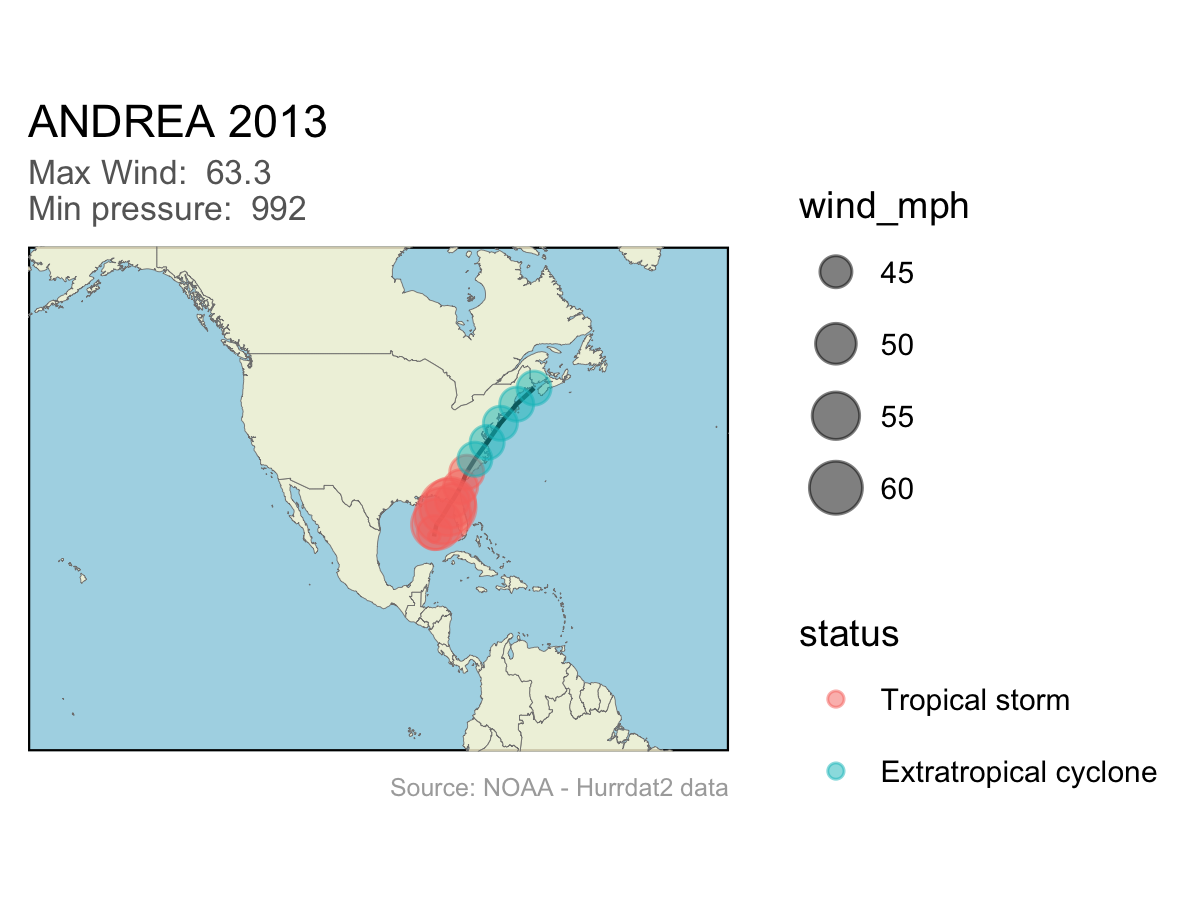 ANDREA 2013
Max Wind:  63.3
Min pressure:  992
wind_mph
45
50
55
60
status
Tropical storm
Extratropical cyclone
Source: NOAA - Hurrdat2 data